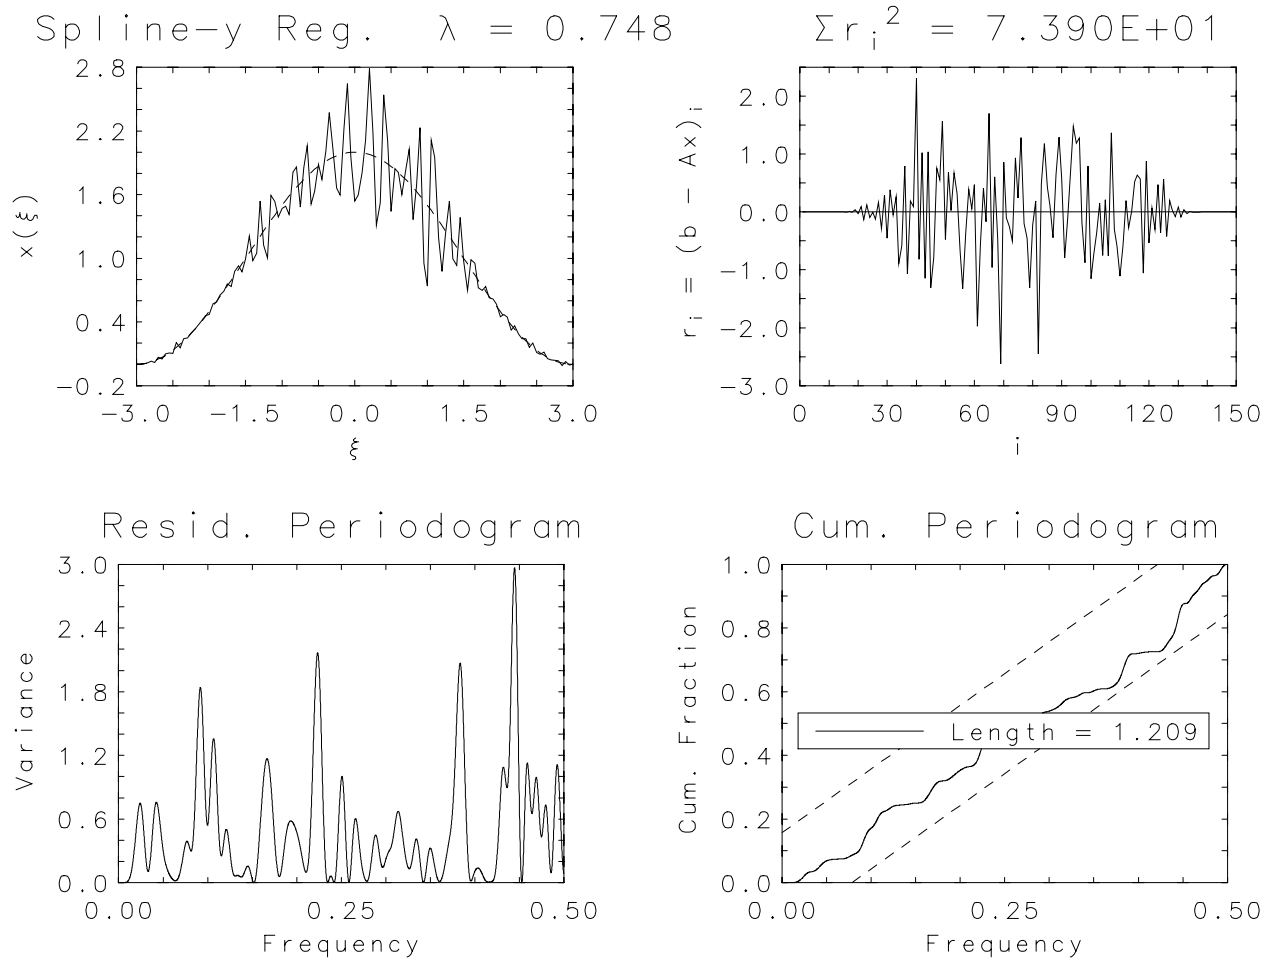 Spline-y Reg. λ = 0.748
2.8
2.2
1.6
1.0
0.4
-0.2
x(ξ)
-3.0 -1.5 0.0 1.5 3.0
ξ
Σrᵢ² = 7.390E+01
2.0
1.0
0.0
-1.0
-2.0
-3.0
rᵢ = (b - Ax)ᵢ
0 30 60 90 120 150
i
Resid. Periodogram
3.0
2.4
1.8
1.2
0.6
0.0
Variance
0.00 0.25 0.50
Frequency
Cum. Periodogram
1.0
0.8
0.6
0.4
0.2
0.0
Cum. Fraction
Length = 1.209
0.00 0.25 0.50
Frequency